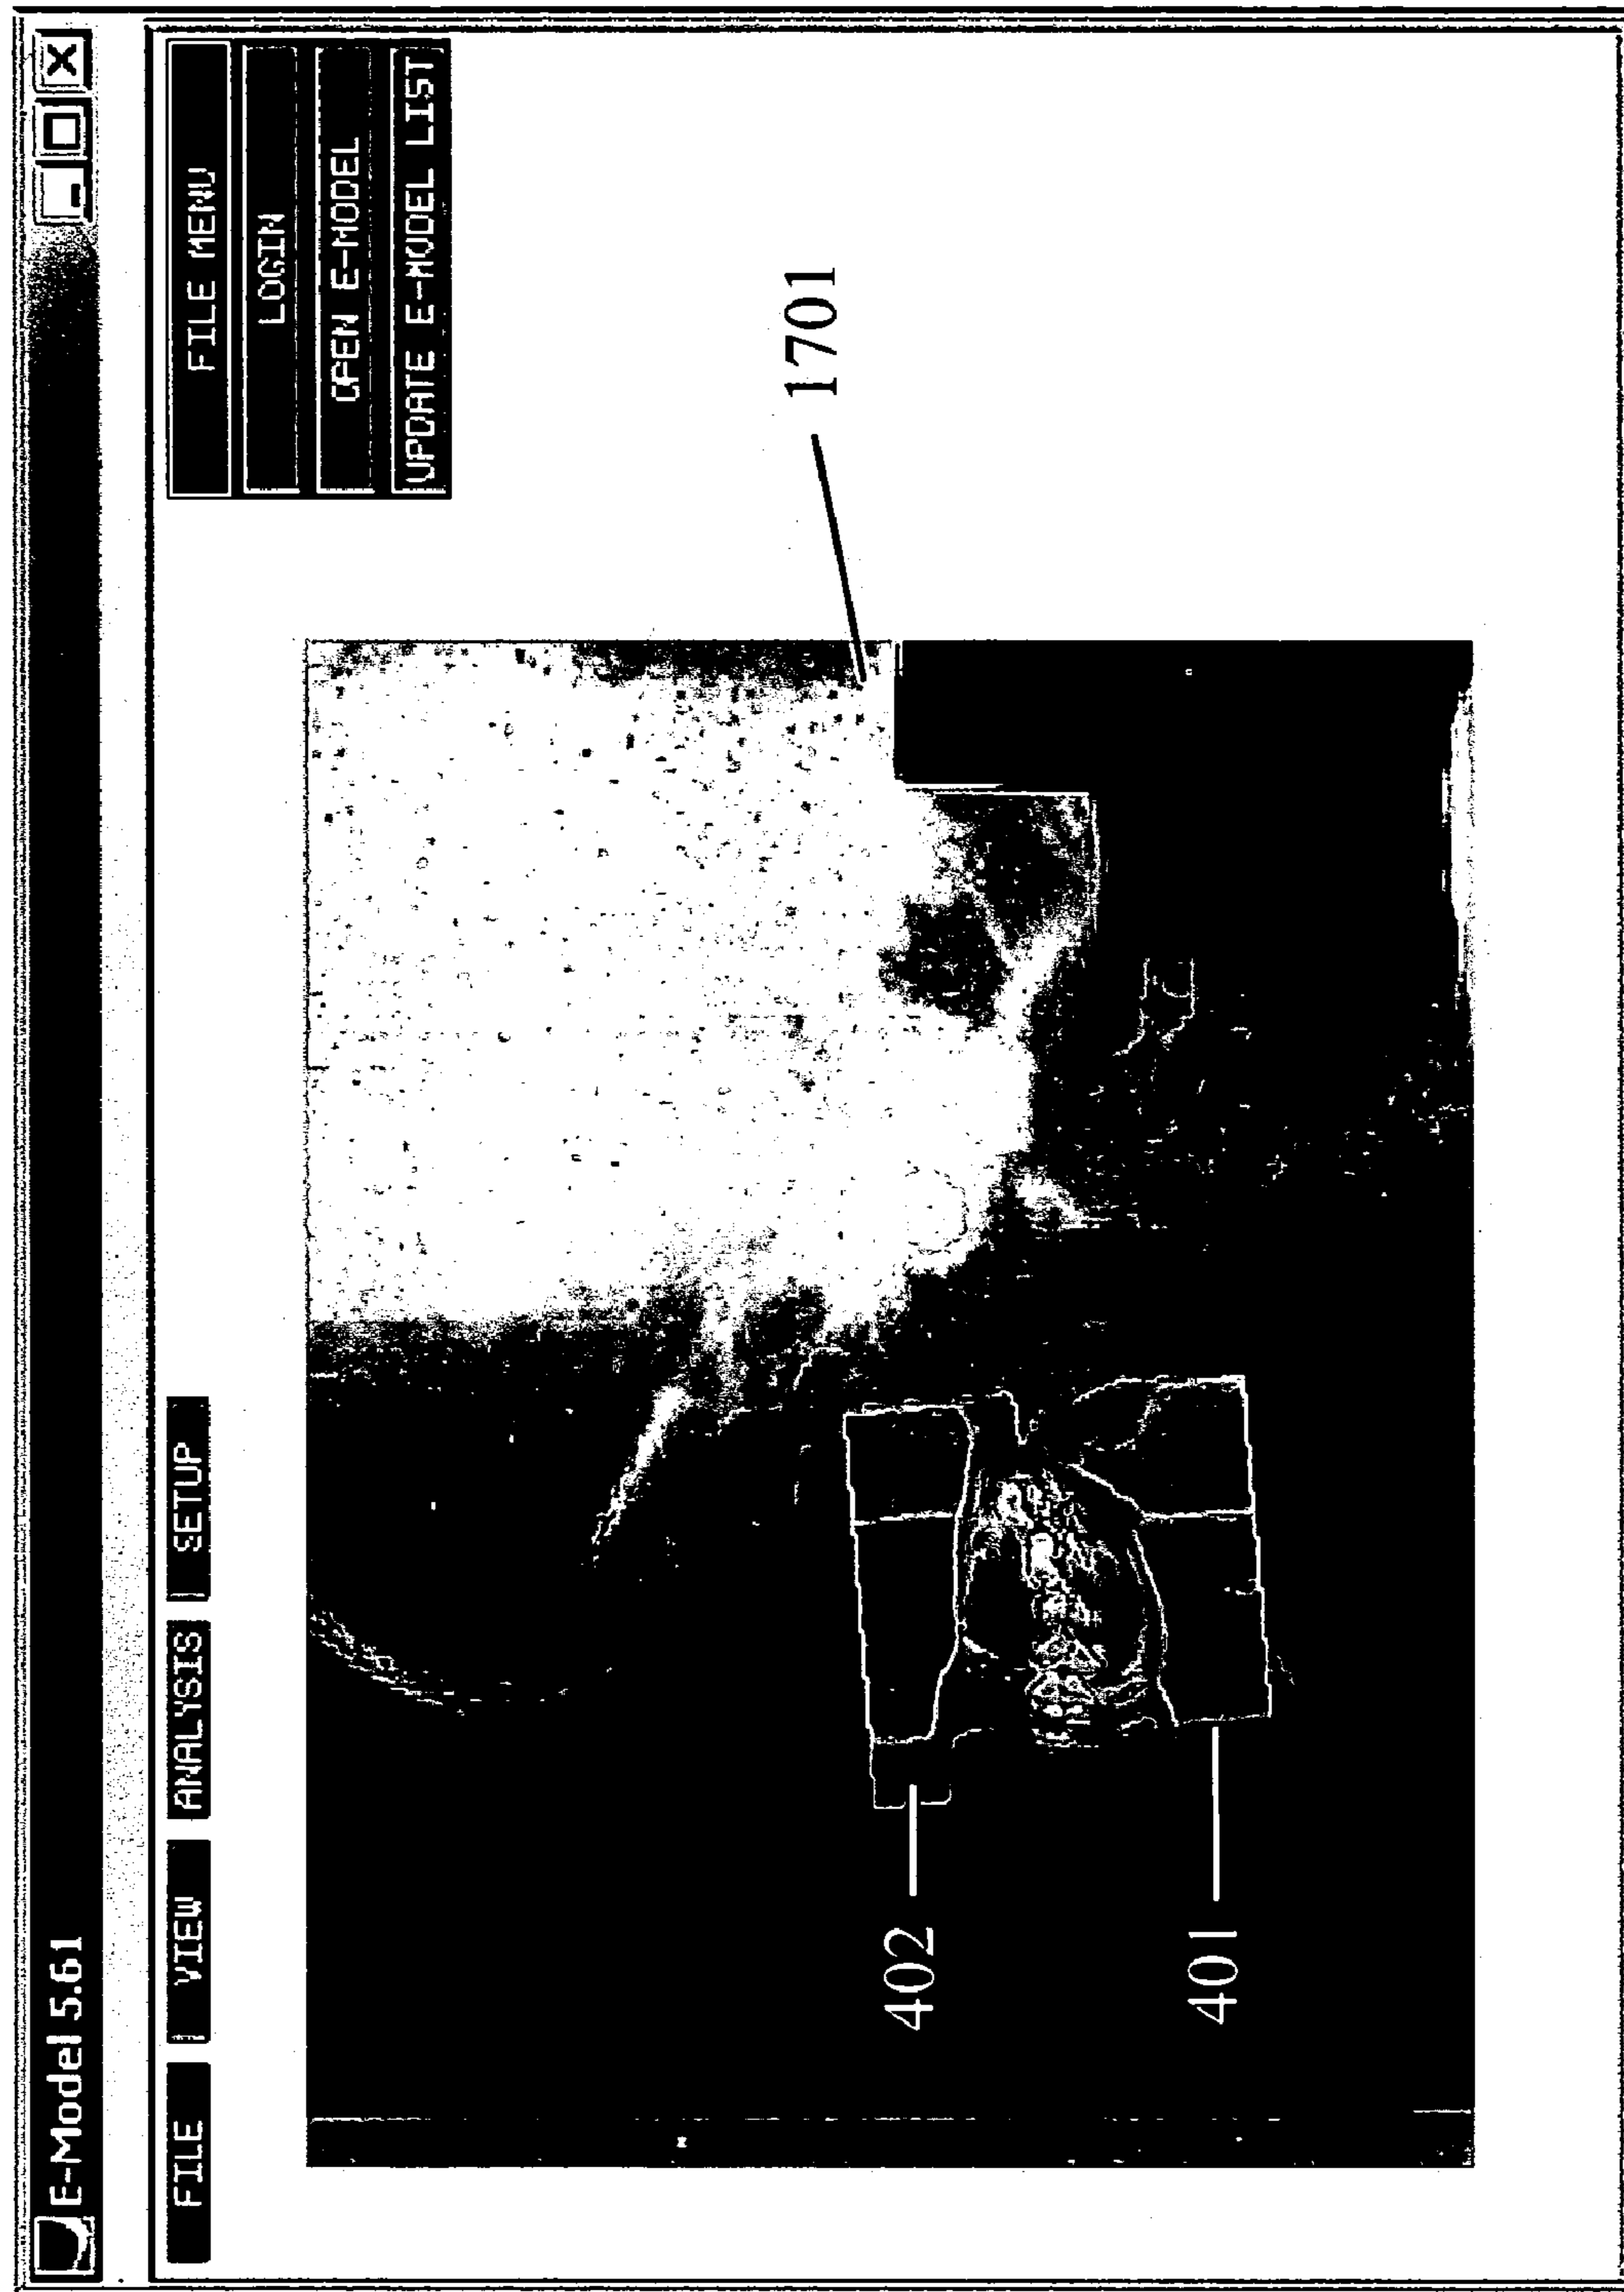 E-Model 5.61
FILE | VIEW ANALYSIS | SETUP
FILE MENU
LOGIN
OPEN E-MODEL
UPDATE E-MODEL LIST
1701
402
401